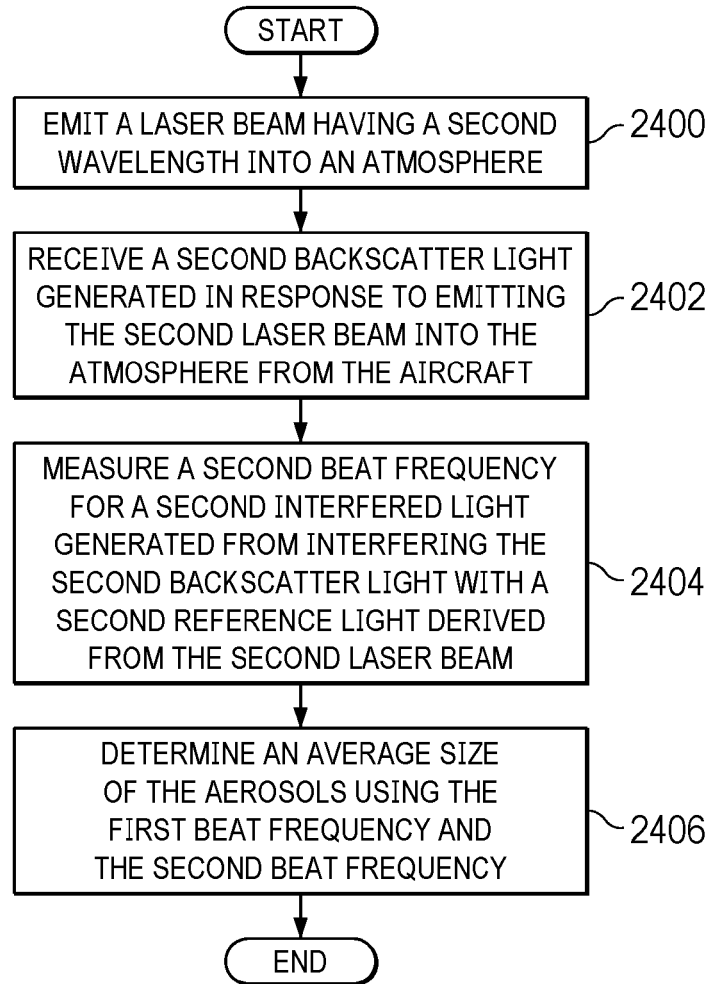 START
EMIT A LASER BEAM HAVING A SECOND
WAVELENGTH INTO AN ATMOSPHERE
2400
RECEIVE A SECOND BACKSCATTER LIGHT
GENERATED IN RESPONSE TO EMITTING
THE SECOND LASER BEAM INTO THE
ATMOSPHERE FROM THE AIRCRAFT
2402
MEASURE A SECOND BEAT FREQUENCY
FOR A SECOND INTERFERED LIGHT
GENERATED FROM INTERFERING THE
SECOND BACKSCATTER LIGHT WITH A
SECOND REFERENCE LIGHT DERIVED
FROM THE SECOND LASER BEAM
2404
DETERMINE AN AVERAGE SIZE
OF THE AEROSOLS USING THE
FIRST BEAT FREQUENCY AND
THE SECOND BEAT FREQUENCY
2406
END